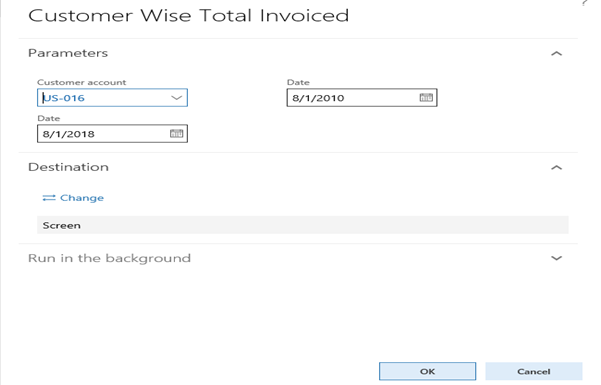 Customer Wise Total Invoiced
Parameters
Customer account
US-016
Date
8/1/2010
Date
8/1/2018
Destination
Change
Screen
Run in the background
OK
Cancel